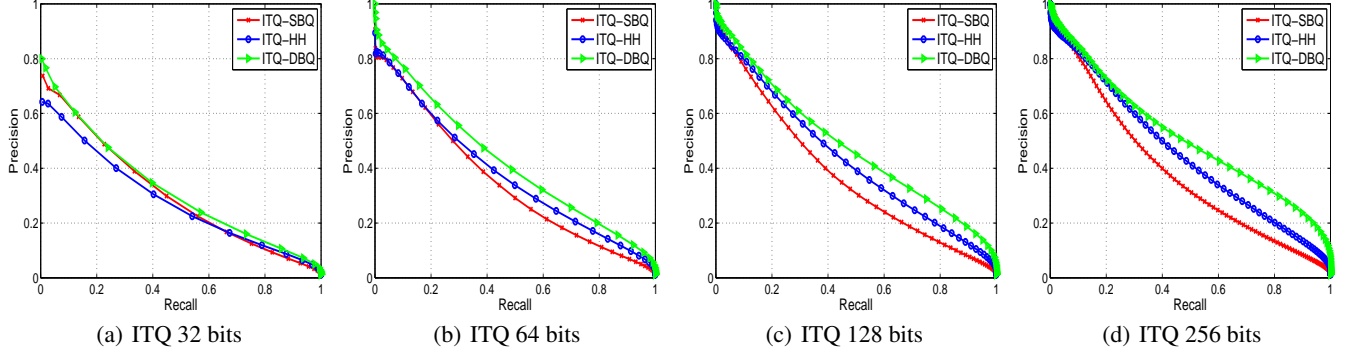 ITQ−SBQ
ITQ−HH
ITQ−DBQ
Precision
1
0.8
0.6
0.4
0.2
0
0 0.2 0.4 0.6 0.8 1
Recall
(a) ITQ 32 bits
ITQ−SBQ
ITQ−HH
ITQ−DBQ
Precision
1
0.8
0.6
0.4
0.2
0
0 0.2 0.4 0.6 0.8 1
Recall
(b) ITQ 64 bits
ITQ−SBQ
ITQ−HH
ITQ−DBQ
Precision
1
0.8
0.6
0.4
0.2
0
0 0.2 0.4 0.6 0.8 1
Recall
(c) ITQ 128 bits
ITQ−SBQ
ITQ−HH
ITQ−DBQ
Precision
1
0.8
0.6
0.4
0.2
0
0 0.2 0.4 0.6 0.8 1
Recall
(d) ITQ 256 bits